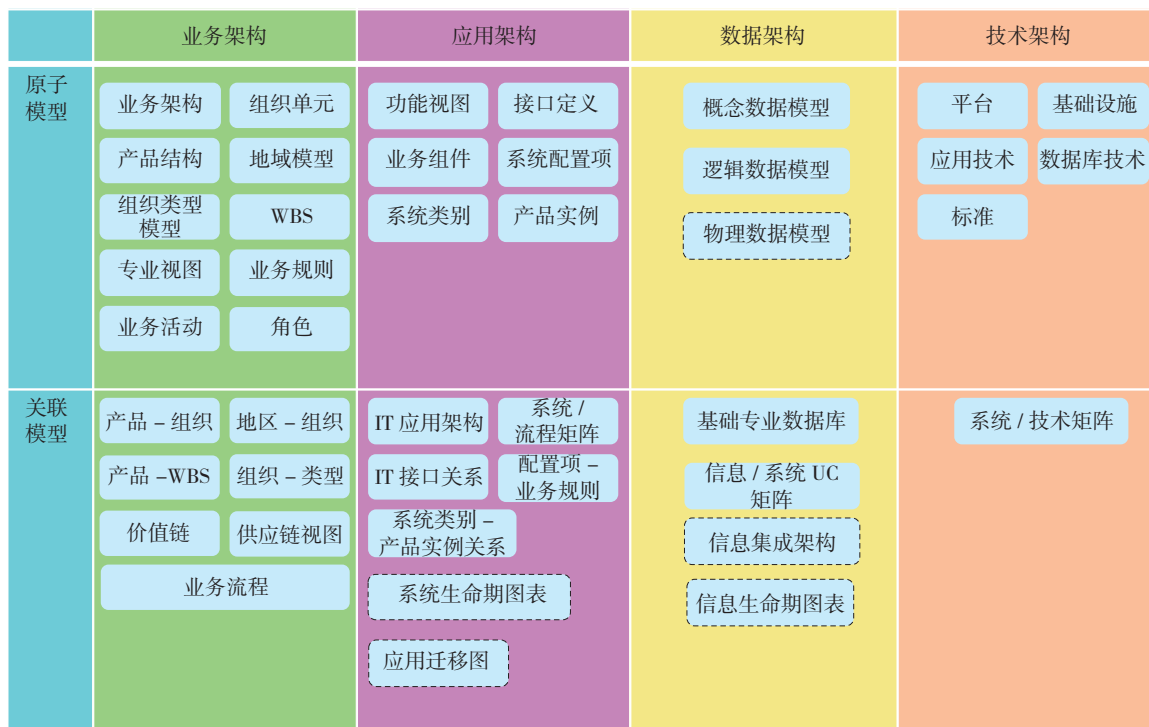 业务架构
应用架构
数据架构
技术架构
原子
模型
业务架构
组织单元
产品结构
地域模型
组织类型
模型
WBS
专业视图
业务规则
业务活动
角色
功能视图
接口定义
业务组件
系统配置项
系统类别
产品实例
概念数据模型
逻辑数据模型
物理数据模型
平台
基础设施
应用技术
数据库技术
标准
关联
模型
产品 – 组织
地区 – 组织
产品 –WBS
组织 – 类型
价值链
供应链视图
业务流程
IT 应用架构
系统 /
流程矩阵
IT 接口关系
配置项 –
业务规则
系统类别 –
产品实例关系
系统生命期图表
应用迁移图
基础专业数据库
信息 / 系统 UC
矩阵
信息集成架构
信息生命期图表
系统 / 技术矩阵